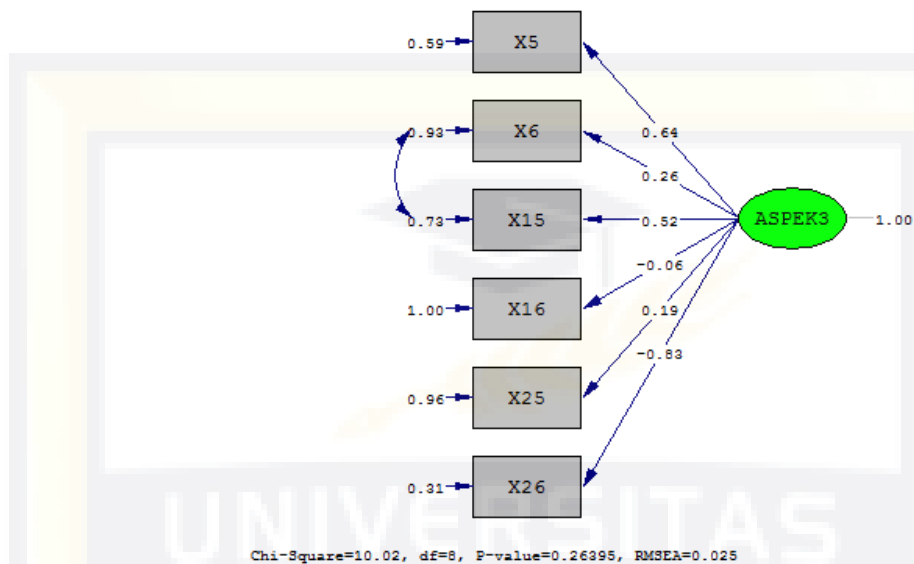 0.59 X5
0.93 X6 0.64
0.26
0.73 X15 0.52 ASPEK3 1.00
-0.06
1.00 X16 0.19
-0.83
0.96 X25
0.31 X26
UNIVERSITAS
Chi-Square=10.02, df=8, P-value=0.26395, RMSEA=0.025